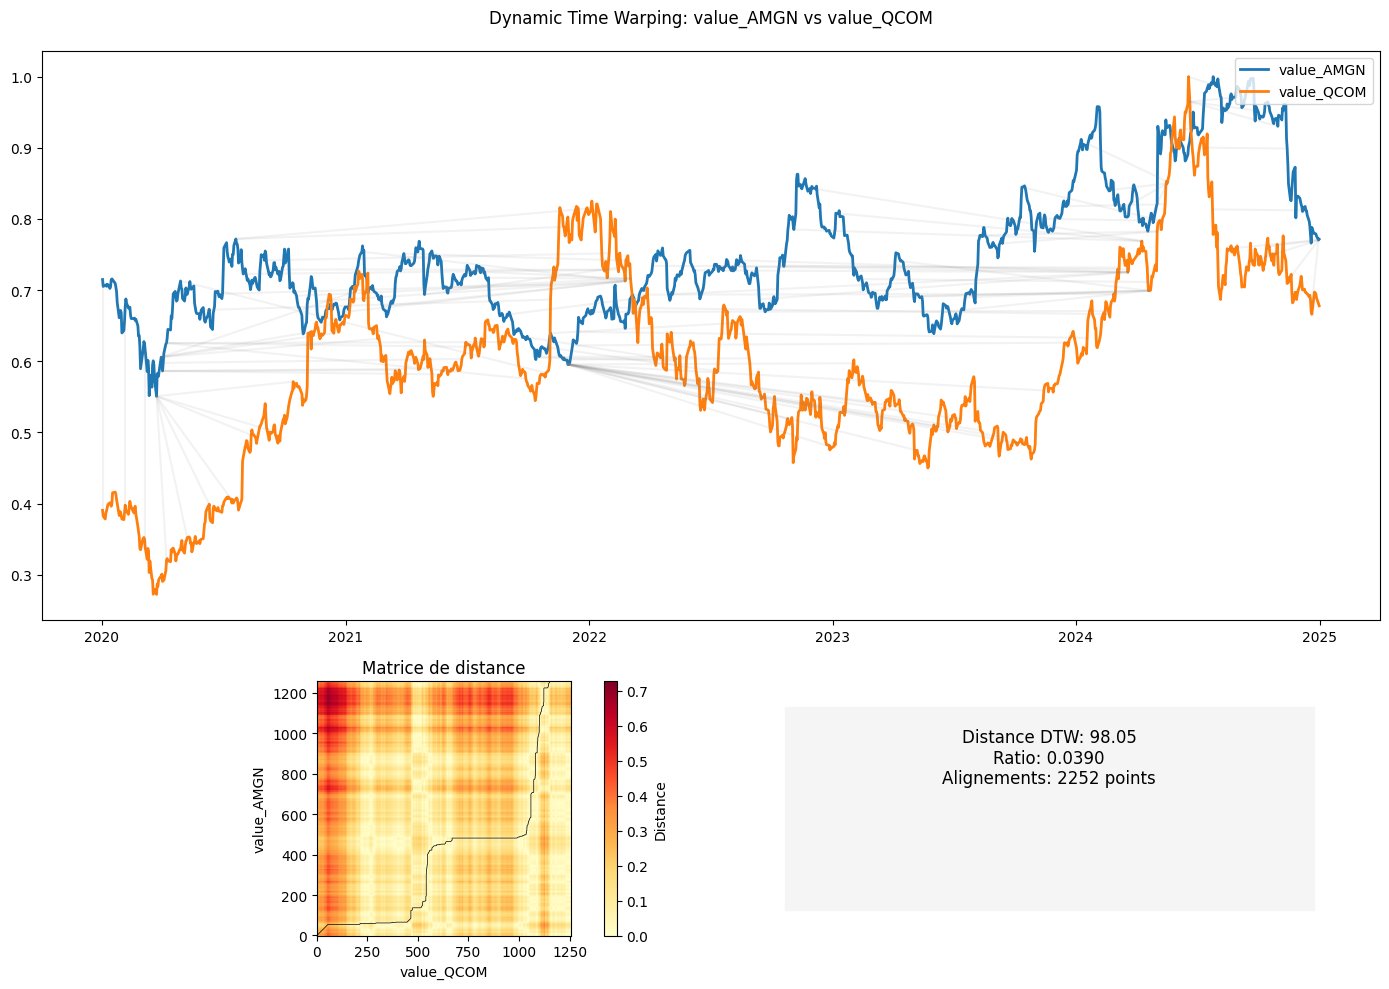 Dynamic Time Warping: value_AMGN vs value_QCOM
value_AMGN
value_QCOM
1.0
0.9
0.8
0.7
0.6
0.5
0.4
0.3
2020 2021 2022 2023 2024 2025
Matrice de distance
value_AMGN
1200
1000
800
600
400
200
0
0 250 500 750 1000 1250
value_QCOM
0.7
0.6
0.5
0.4
0.3
0.2
0.1
0.0
Distance
Distance DTW: 98.05
Ratio: 0.0390
Alignements: 2252 points